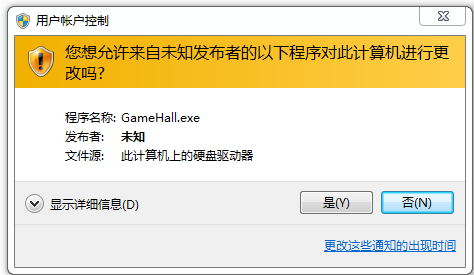 用户帐户控制
您想允许来自未知发布者的以下程序对此计算机进行更
改吗?
程序名称: GameHall.exe
发布者: 未知
文件源: 此计算机上的硬盘驱动器
显示详细信息(D)
是(Y)
否(N)
更改这些通知的出现时间